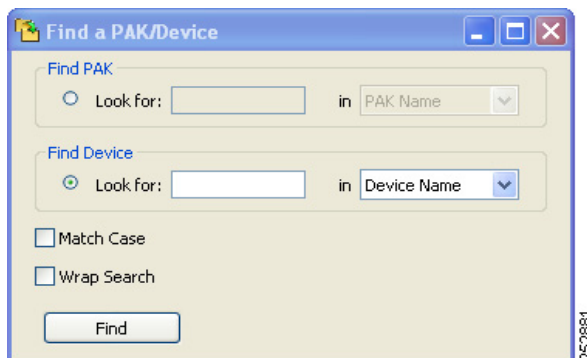 Find a PAK/Device
Find PAK
Look for: in PAK Name
Find Device
Look for: in Device Name
Match Case
Wrap Search
Find
252881